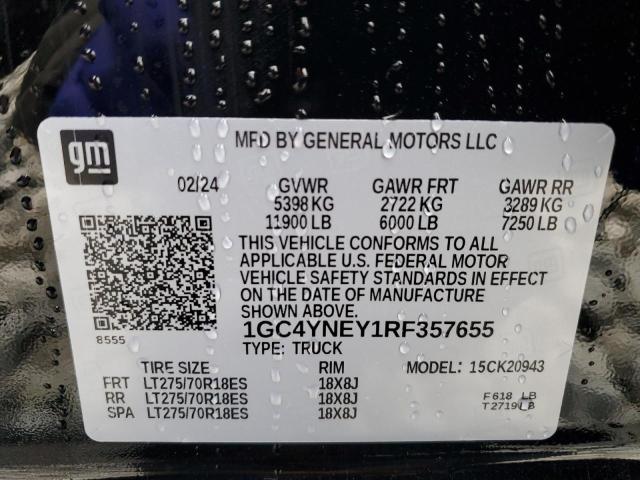 gm
MFD BY GENERAL MOTORS LLC
02/24 GVWR GAWR FRT GAWR RR
5398 KG 2722 KG 3289 KG
11900 LB 6000 LB 7250 LB
THIS VEHICLE CONFORMS TO ALL
APPLICABLE U.S. FEDERAL MOTOR
VEHICLE SAFETY STANDARDS IN EFFECT
ON THE DATE OF MANUFACTURE
SHOWN ABOVE.
8555 1GC4YNEY1RF357655
TYPE: TRUCK
TIRE SIZE RIM MODEL: 15CK20943
FRT LT275/70R18ES 18X8J
RR LT275/70R18ES 18X8J F 618 LB
SPA LT275/70R18ES 18X8J T 2719 LB